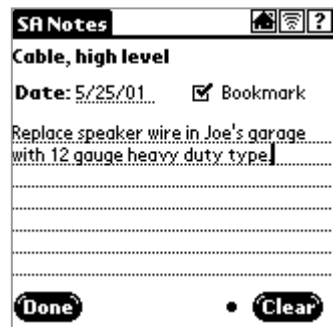 SA Notes ?
Cable, high level
Date: 5/25/01 Bookmark
Replace speaker wire in Joe's garage
with 12 gauge heavy duty type.
Done Clear